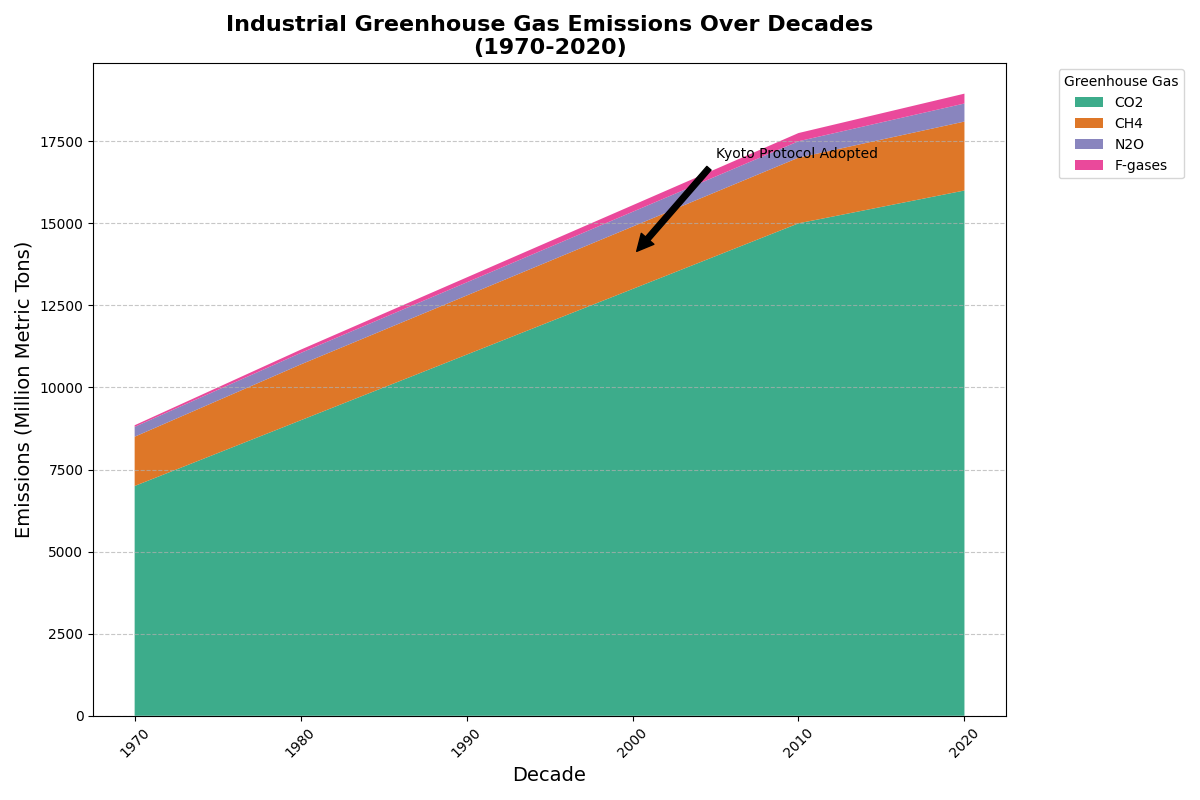 Industrial Greenhouse Gas Emissions Over Decades
(1970-2020)
Greenhouse Gas
CO2
CH4
N2O
F-gases
Kyoto Protocol Adopted
Emissions (Million Metric Tons)
17500
15000
12500
10000
7500
5000
2500
0
1970
1980
1990
2000
2010
2020
Decade